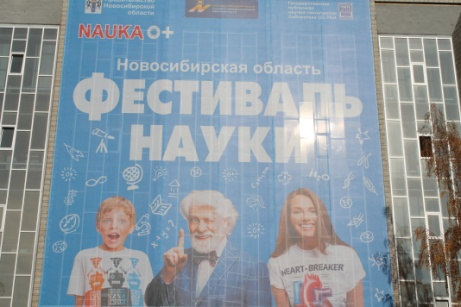 Новосибирской
области
NAUKA 0+
Новосибирская область
ФЕСТИВАЛЬ
НАУКИ
HEART-BREAKER